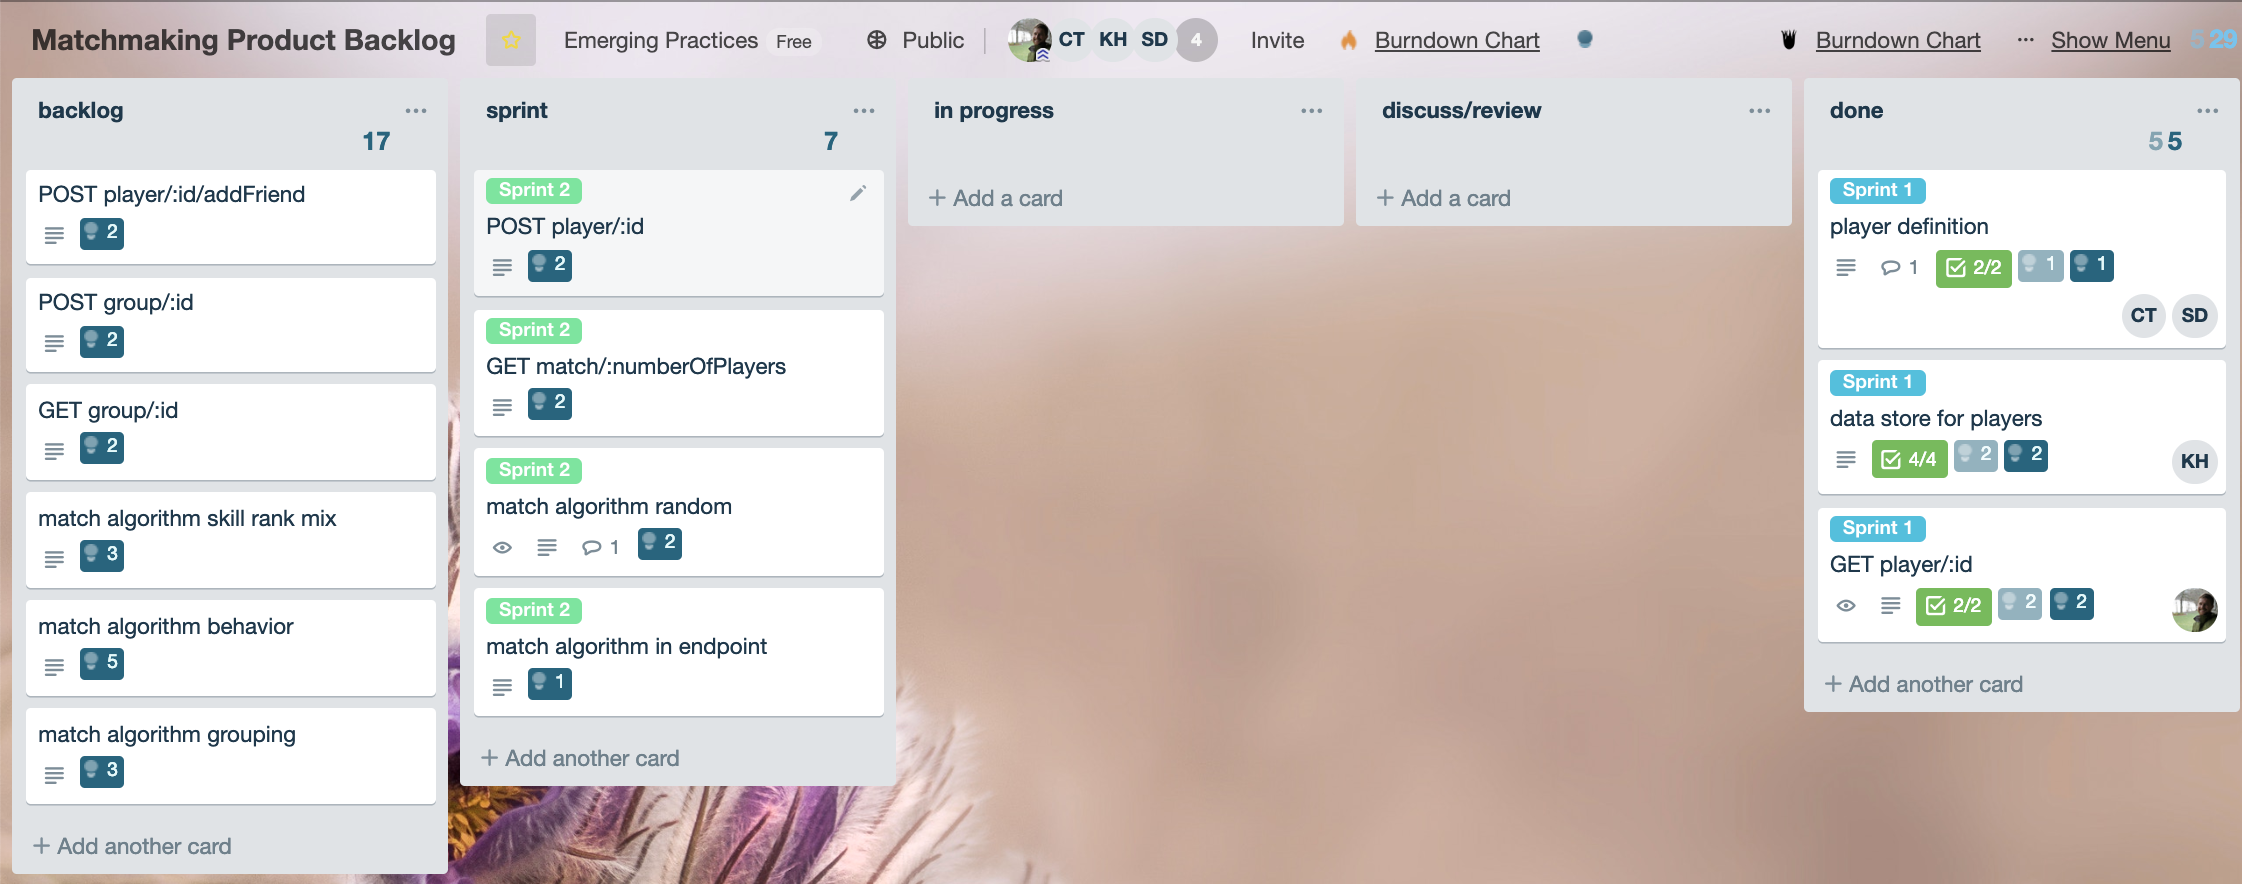 Matchmaking Product Backlog Emerging Practices Free Public CT KH SD 4 Invite Burndown Chart Burndown Chart ... Show Menu 5 29
backlog ...
17
POST player/:id/addFriend
2
POST group/:id
2
GET group/:id
2
match algorithm skill rank mix
3
match algorithm behavior
5
match algorithm grouping
3
+ Add another card
sprint ...
7
Sprint 2
POST player/:id
2
Sprint 2
GET match/:numberOfPlayers
2
Sprint 2
match algorithm random
1 2
Sprint 2
match algorithm in endpoint
1
+ Add another card
in progress ...
+ Add a card
discuss/review ...
+ Add a card
done ...
5 5
Sprint 1
player definition
1 2/2 1 1
CT SD
Sprint 1
data store for players
4/4 2 2
KH
Sprint 1
GET player/:id
2/2 2 2
+ Add another card